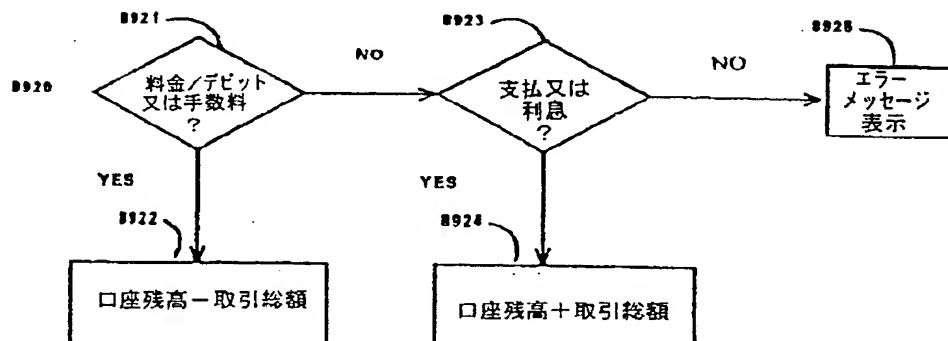 8921
8923
8925
8920
料金/デビット
又は手数料
?
NO
支払又は
利息
?
NO
エラー
メッセージ
表示
YES
YES
8922
8924
口座残高-取引総額
口座残高+取引総額